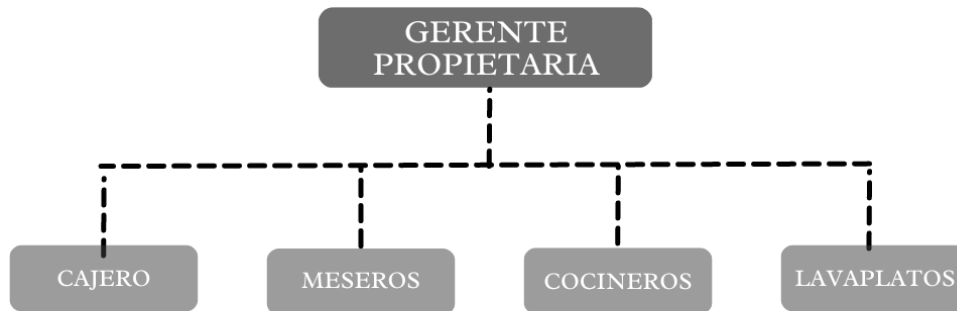 GERENTE
PROPIETARIA
CAJERO
MESEROS
COCINEROS
LAVAPLATOS